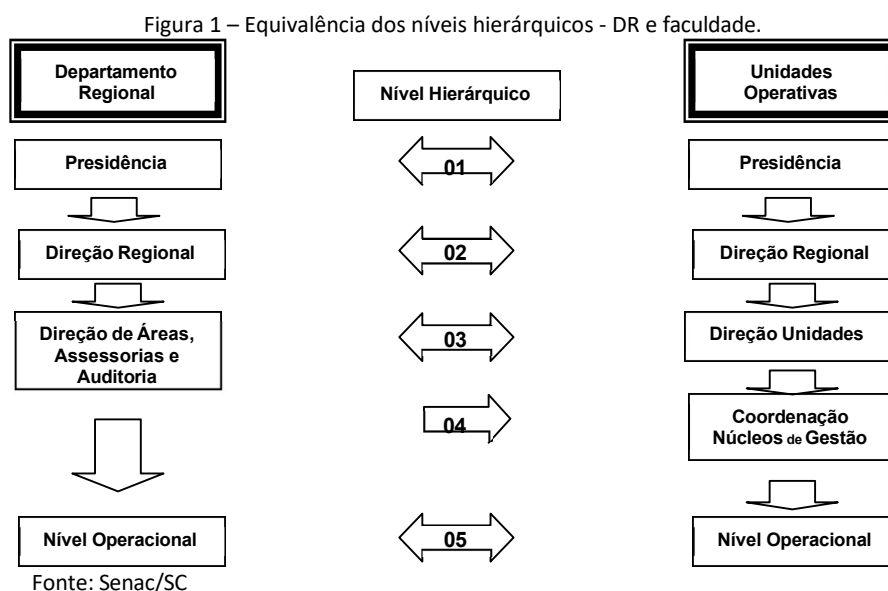 Figura 1 – Equivalência dos níveis hierárquicos - DR e faculdade.
Departamento
Regional
Nível Hierárquico
Unidades
Operativas
Presidência
01
Presidência
Direção Regional
02
Direção Regional
Direção de Áreas,
Assessorias e
Auditoria
03
Direção Unidades
04
Coordenação
Núcleos de Gestão
Nível Operacional
05
Nível Operacional
Fonte: Senac/SC